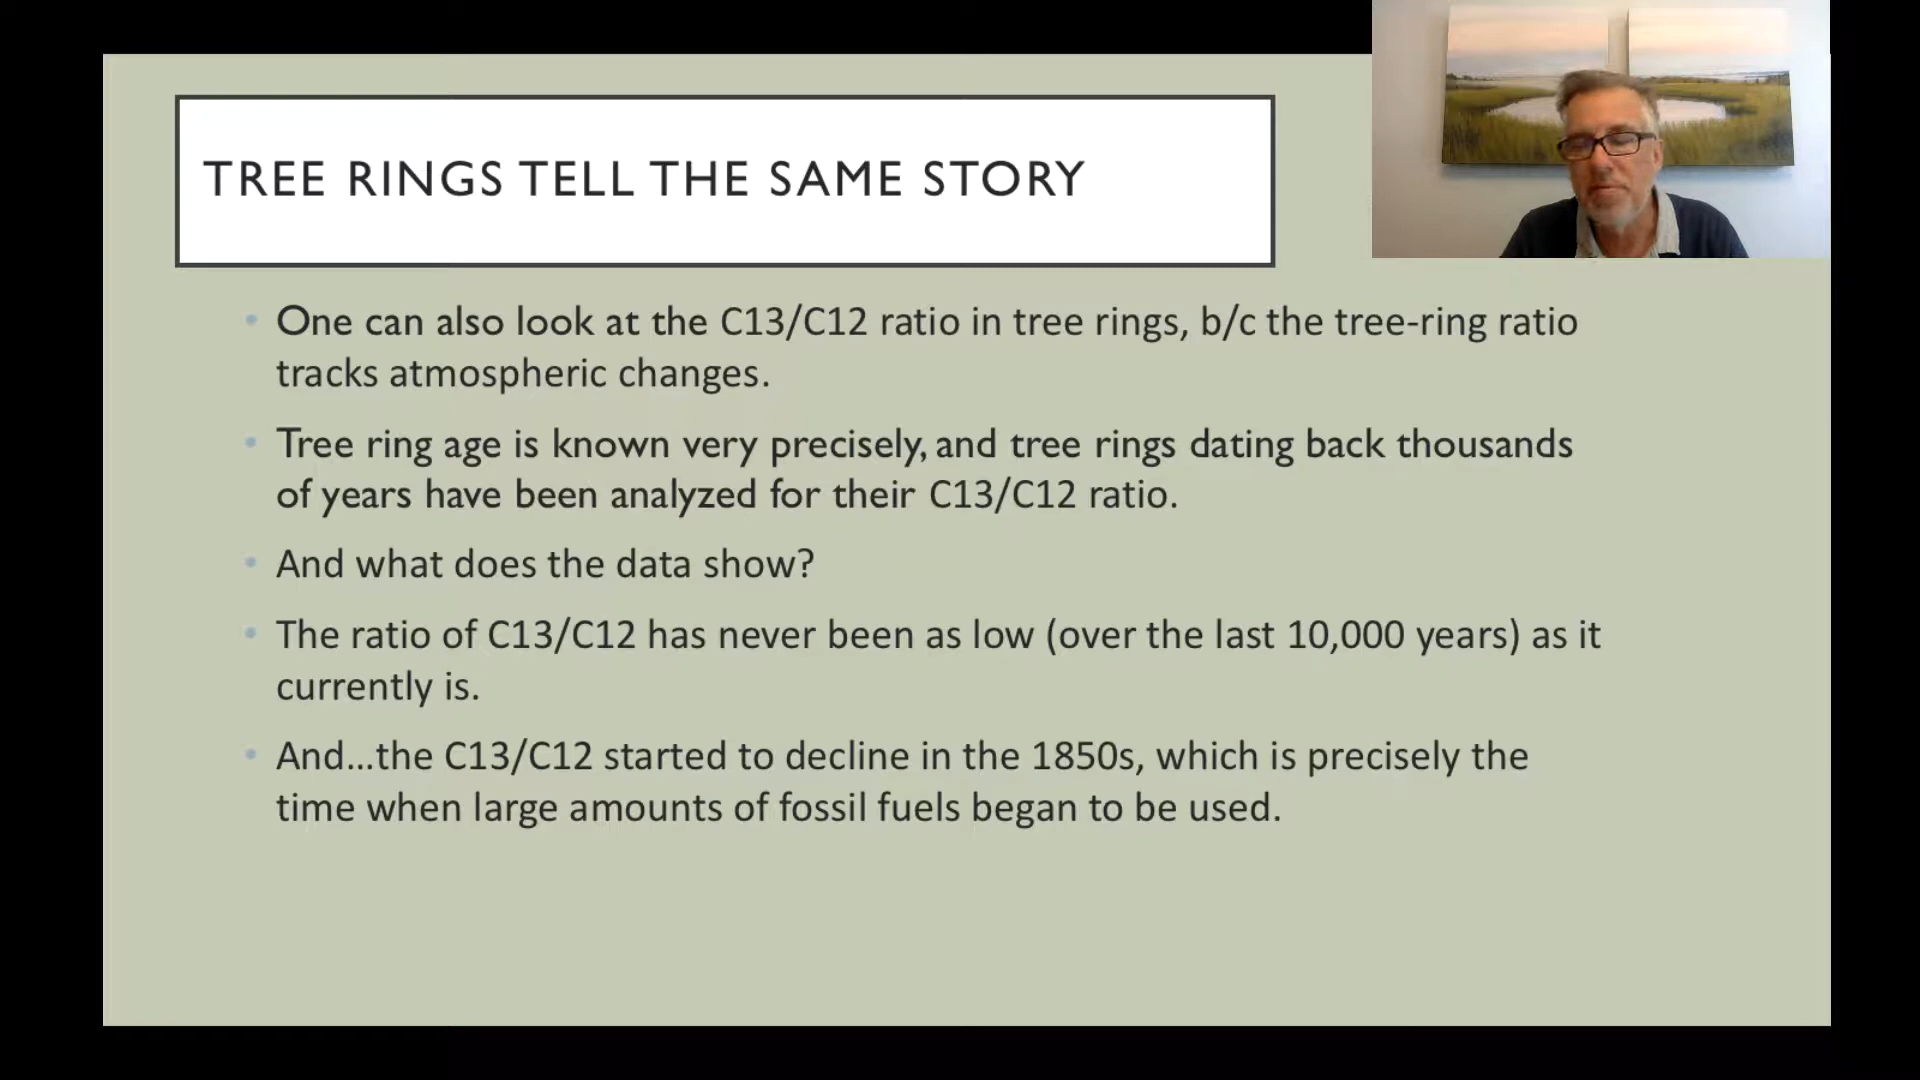 TREE RINGS TELL THE SAME STORY
• One can also look at the C13/C12 ratio in tree rings, b/c the tree-ring ratio
tracks atmospheric changes.
• Tree ring age is known very precisely, and tree rings dating back thousands
of years have been analyzed for their C13/C12 ratio.
• And what does the data show?
• The ratio of C13/C12 has never been as low (over the last 10,000 years) as it
currently is.
• And...the C13/C12 started to decline in the 1850s, which is precisely the
time when large amounts of fossil fuels began to be used.